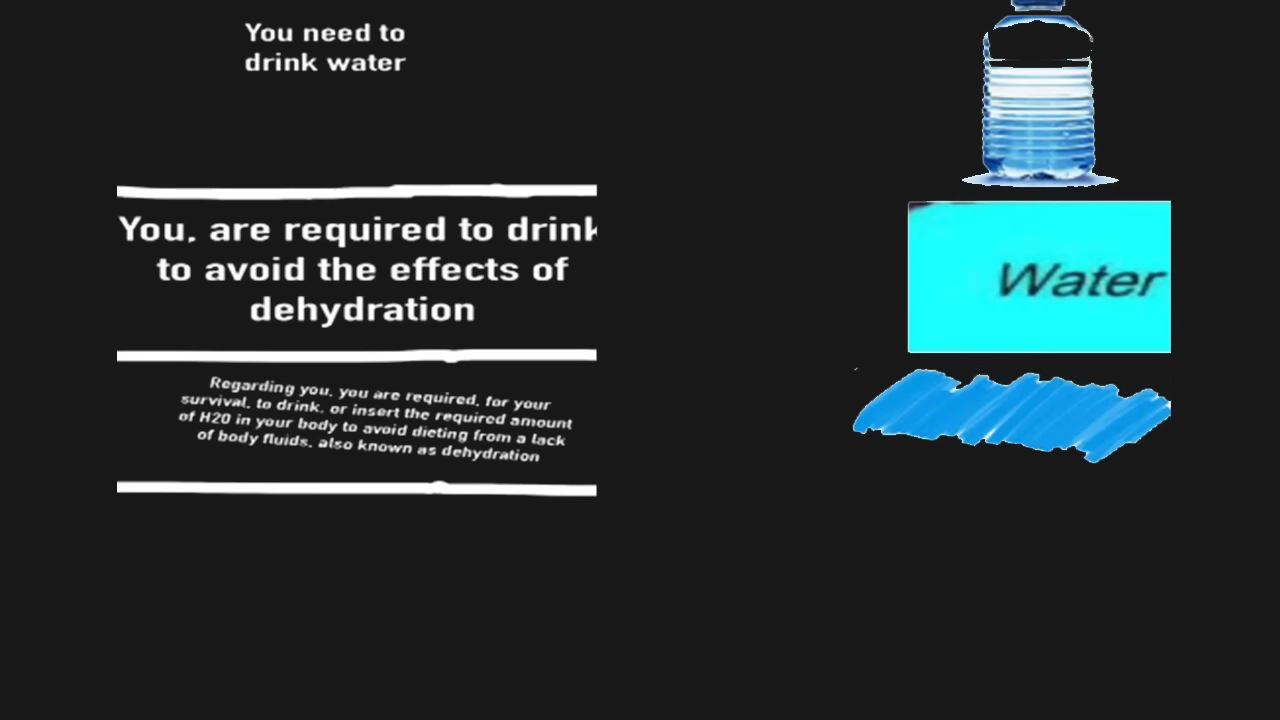 You need to
drink water
You, are required to drink
to avoid the effects of
dehydration
Water
Regarding you, you are required, for your
survival, to drink, or insert the required amount
of H20 in your body to avoid dieting from a lack
of body fluids, also known as dehydration